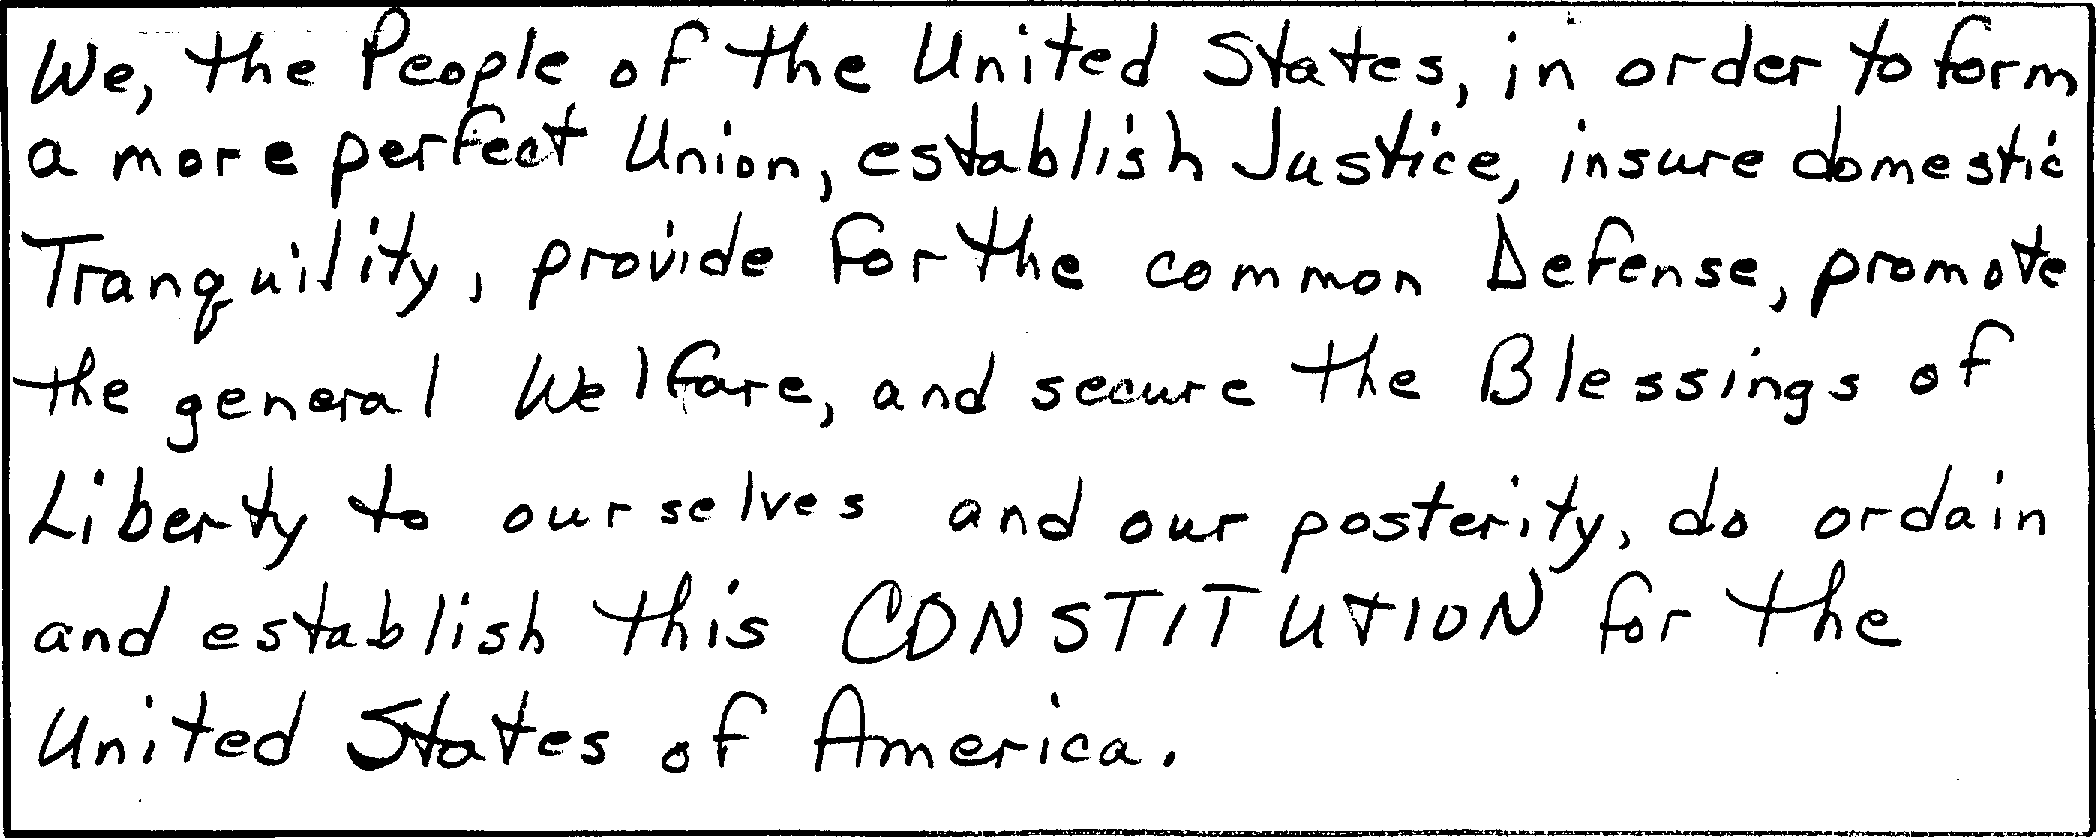 We, the People of the United States, in order to form
a more perfect Union, establish Justice, insure domestic
Tranquility, provide for the common Defense, promote
the general Welfare, and secure the Blessings of
Liberty to ourselves and our posterity, do ordain
and establish this CONSTITUTION for the
United States of America.